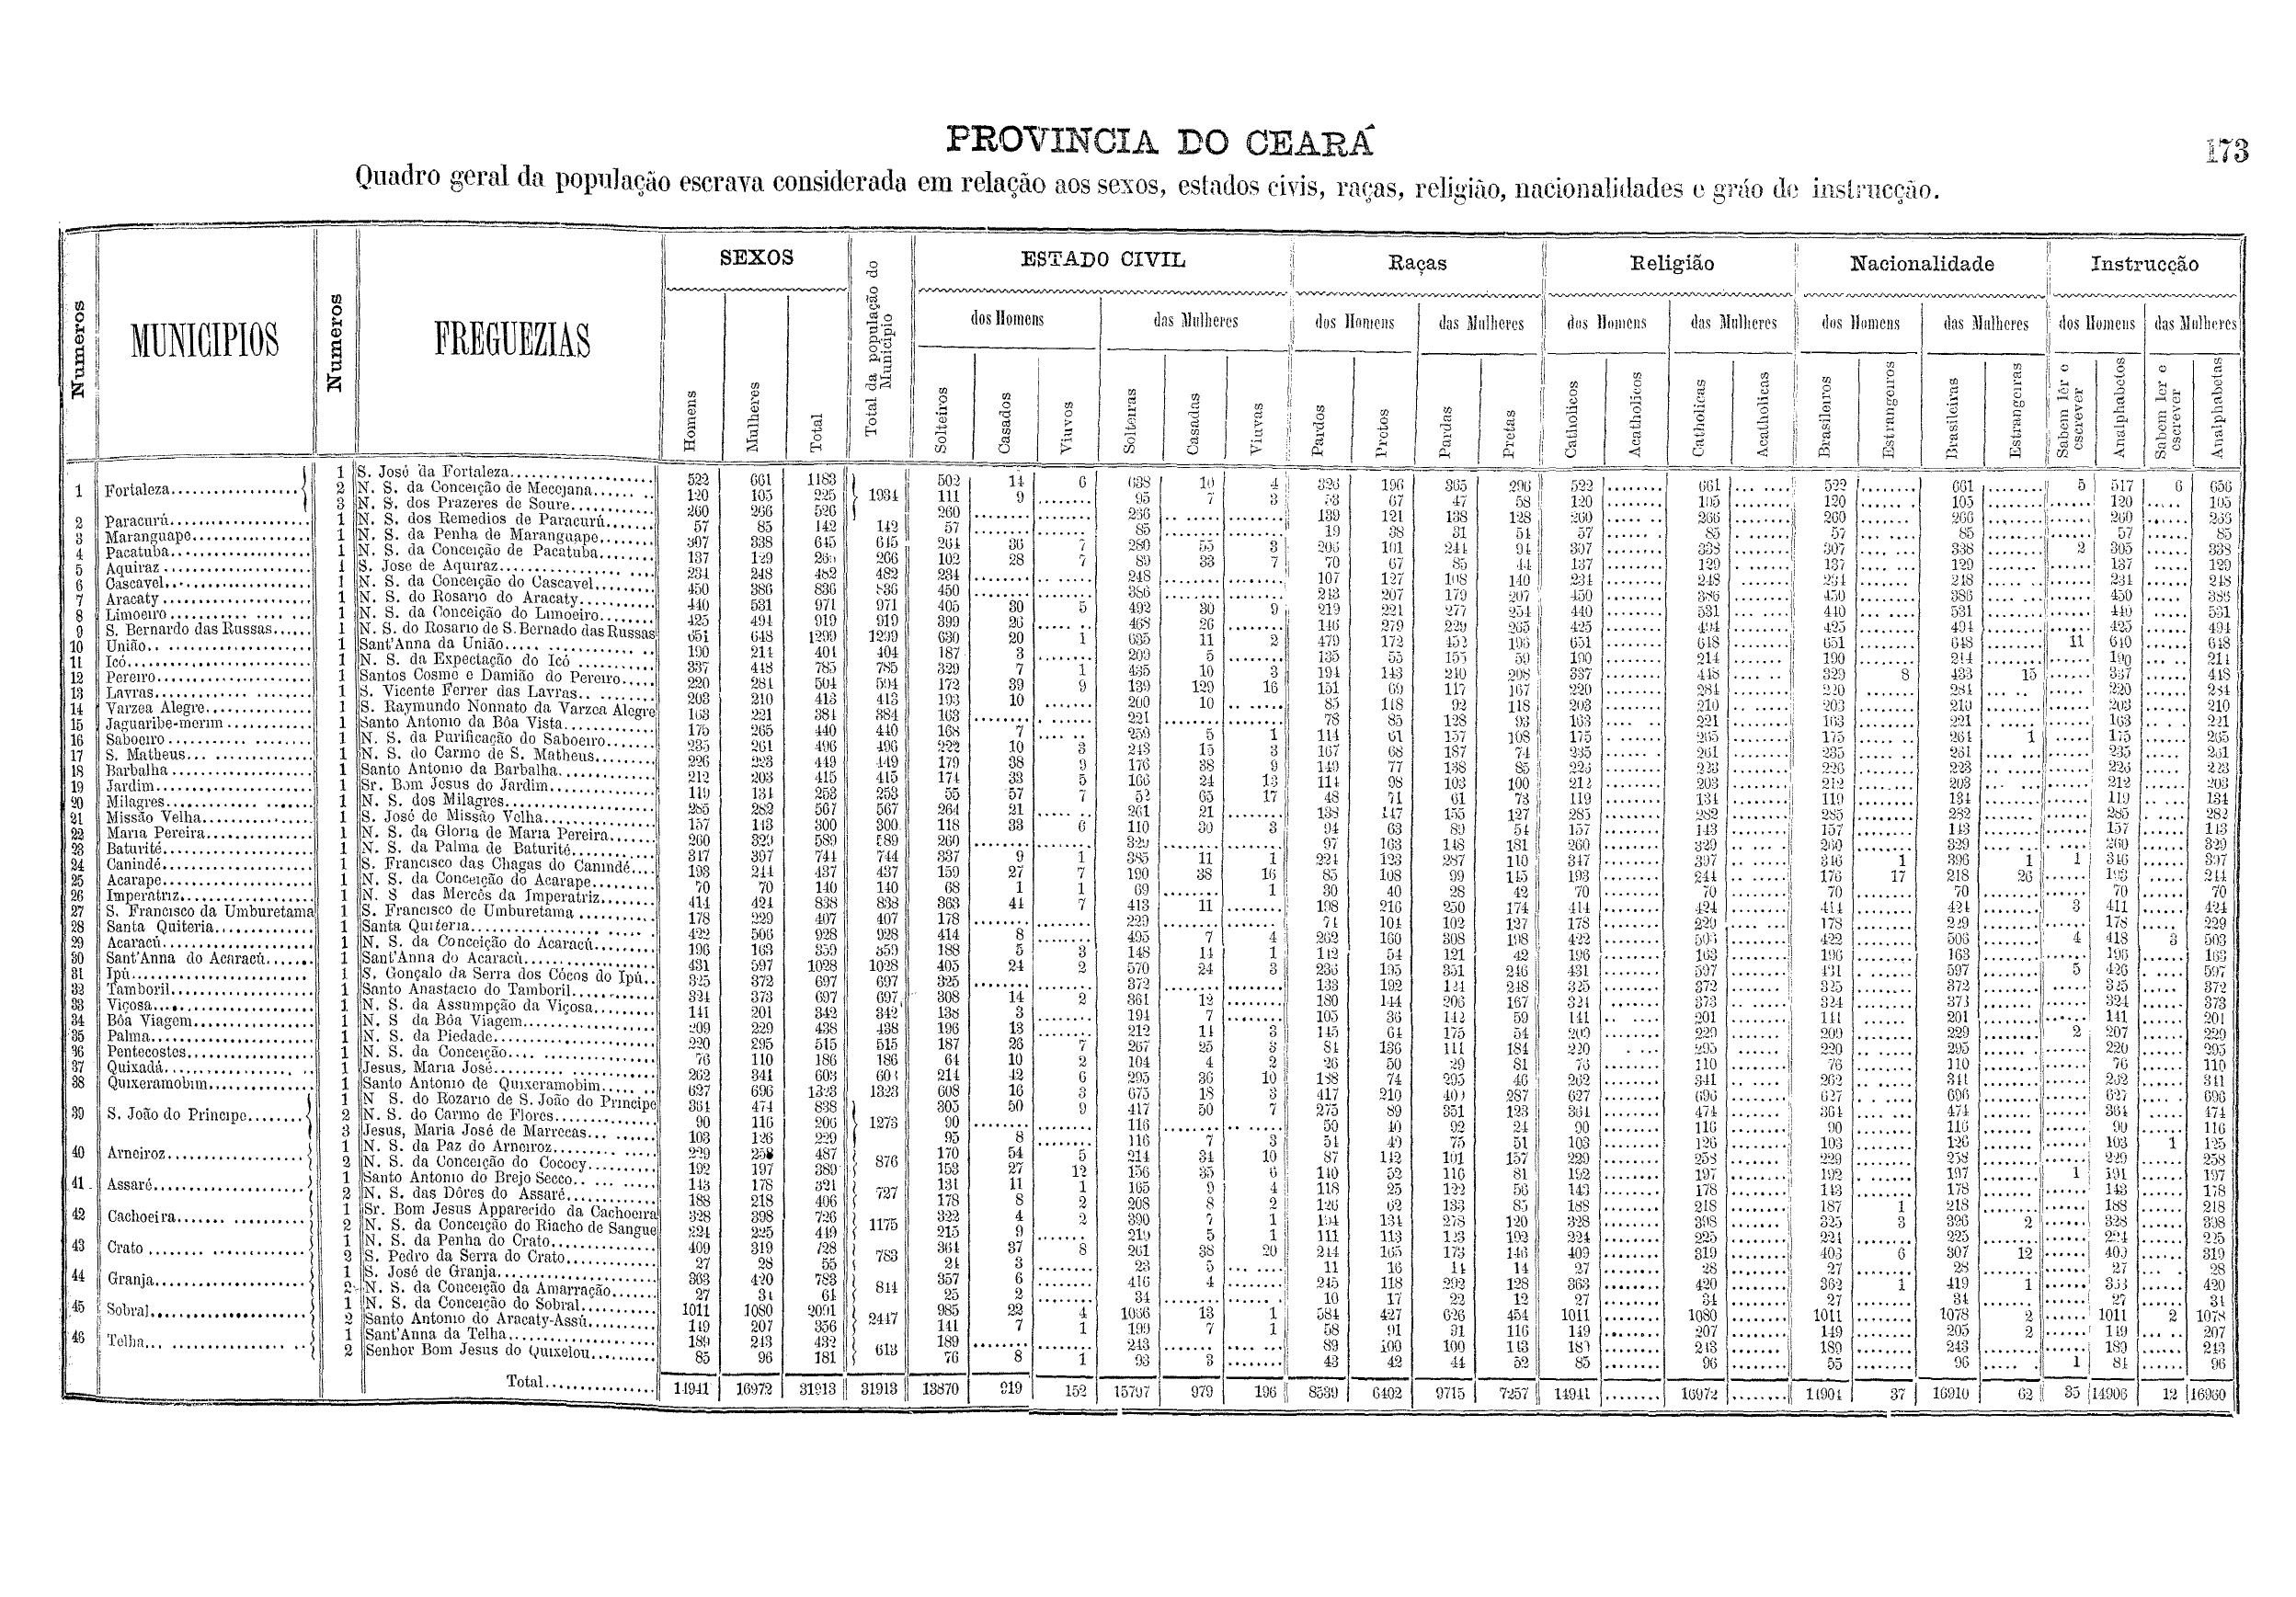 PROVINCIA DO CEARÁ
173
Quadro geral da população escrava considerada em relação aos sexos, estados civis, raças, religião, nacionalidades e gráo de instrucção.
Numeros MUNICIPIOS Numeros FREGUEZIAS SEXOS Total da população do Municipio ESTADO CIVIL Raças Religião Nacionalidade Instrucção
dos Homens das Mulheres dos Homens das Mulheres dos Homens das Mulheres dos Homens das Mulheres dos Homens das Mulheres
Homens Mulheres Total Solteiros Casados Viuvos Solteiras Casadas Viuvas Pardos Pretos Pardas Pretas Catholicos Acatholicos Catholicas Acatholicas Brasileiros Estrangeiros Brasileiras Estrangeiras Sabem lêr e escrever Analphabetos Sabem ler e escrever Analphabetas
1 Fortaleza 1 S. José da Fortaleza 522 661 1183 1934 502 14 6 638 10 4 326 196 365 296 522 661 522 661 5 517 6 656
2 N. S. da Conceição de Mecejana 120 105 225 111 9 95 7 3 53 67 47 58 120 105 120 105 120 105
3 N. S. dos Prazeres de Soure 260 266 526 260 266 139 121 138 128 260 266 260 266 260 266
2 Paracurú 1 N. S. dos Remedios de Paracurú 57 85 142 142 57 85 19 38 31 54 57 85 57 85 57 85
3 Maranguape 1 N. S. da Penha de Maranguape 307 338 645 645 264 36 7 280 55 3 206 101 244 94 307 338 307 338 2 305 338
4 Pacatuba 1 N. S. da Conceição de Pacatuba 137 129 266 266 102 28 7 89 33 7 70 67 85 44 137 129 137 129 137 129
5 Aquiraz 1 S. Jose de Aquiraz 234 248 482 482 234 248 107 127 108 140 234 248 234 248 234 248
6 Cascavel 1 N. S. da Conceição do Cascavel 450 386 836 836 450 386 243 207 179 207 450 386 450 386 450 386
7 Aracaty 1 N. S. do Rosario do Aracaty 440 531 971 971 405 30 5 492 30 9 219 221 277 254 440 531 440 531 440 531
8 Limoeiro 1 N. S. da Conceição do Limoeiro 425 494 919 919 399 26 468 26 146 279 229 265 425 494 425 494 425 494
9 S. Bernardo das Russas 1 N. S. do Rosario de S. Bernado das Russas 651 648 1299 1299 630 20 1 635 11 2 479 172 452 196 651 648 651 648 11 640 648
10 União 1 Sant'Anna da União 190 214 404 404 187 3 209 5 135 55 155 59 190 214 190 214 190 214
11 Icó 1 N. S. da Expectação do Icó 337 448 785 785 329 7 1 435 10 3 194 143 240 208 337 448 329 8 433 15 337 448
12 Pereiro 1 Santos Cosme e Damião do Pereiro 220 284 504 504 172 39 9 139 129 16 151 69 117 167 220 284 220 284 220 284
13 Lavras 1 S. Vicente Ferrer das Lavras 203 210 413 413 193 10 200 10 85 118 92 118 203 210 203 210 203 210
14 Varzea Alegre 1 S. Raymundo Nonnato da Varzea Alegre 163 221 384 384 163 221 78 85 128 93 163 221 163 221 163 221
15 Jaguaribe-merim 1 Santo Antonio da Bôa Vista 175 265 440 440 168 7 259 5 1 114 61 157 108 175 265 175 264 1 175 265
16 Saboeiro 1 N. S. da Purificação do Saboeiro 235 261 496 496 222 10 3 243 15 3 167 68 187 74 235 261 235 261 235 261
17 S. Matheus 1 N. S. do Carmo de S. Matheus 226 223 449 449 179 38 9 176 38 9 149 77 138 85 226 223 226 223 226 223
18 Barbalha 1 Santo Antonio da Barbalha 212 203 415 415 174 33 5 166 24 13 114 98 103 100 212 203 212 203 212 203
19 Jardim 1 Sr. Bom Jesus do Jardim 119 134 253 253 55 57 7 52 65 17 48 71 61 73 119 134 119 134 119 134
20 Milagres 1 N. S. dos Milagres 285 282 567 567 264 21 261 21 138 147 155 127 285 282 285 282 285 282
21 Missão Velha 1 S. José de Missão Velha 157 143 300 300 118 33 6 110 30 3 94 63 89 54 157 143 157 143 157 143
22 Maria Pereira 1 N. S. da Gloria de Maria Pereira 260 329 589 589 260 329 97 163 148 181 260 329 260 329 260 329
23 Baturité 1 N. S. da Palma de Baturité 347 397 744 744 337 9 1 385 11 1 224 123 287 110 347 397 346 1 396 1 1 346 397
24 Canindé 1 S. Francisco das Chagas do Canindé 193 244 437 437 159 27 7 190 38 16 85 108 99 145 193 244 176 17 218 26 193 244
25 Acarape 1 N. S. da Conceição do Acarape 70 70 140 140 68 1 1 69 1 30 40 28 42 70 70 70 70 70 70
26 Imperatriz 1 N. S das Mercês da Imperatriz 414 424 838 838 363 44 7 413 11 198 216 250 174 414 424 414 424 3 411 424
27 S. Francisco da Umburetama 1 S. Francisco de Umburetama 178 229 407 407 178 229 74 104 102 127 178 229 178 229 178 229
28 Santa Quiteria 1 Santa Quiteria 422 506 928 928 414 8 495 7 4 262 160 308 198 422 506 422 506 4 418 3 503
29 Acaracú 1 N. S. da Conceição do Acaracú 196 163 359 359 188 5 3 148 14 1 142 54 121 42 196 163 196 163 196 163
30 Sant'Anna do Acaracú 1 Sant'Anna do Acaracú 431 597 1028 1028 405 24 2 570 24 3 236 195 351 246 431 597 431 597 5 426 597
31 Ipú 1 S. Gonçalo da Serra dos Côcos do Ipú 325 372 697 697 325 372 133 192 124 248 325 372 325 372 325 372
32 Tamboril 1 Santo Anastacio do Tamboril 324 373 697 697 308 14 2 361 12 180 144 206 167 324 373 324 373 324 373
33 Viçosa 1 N. S. da Assumpção da Viçosa 141 201 342 342 138 3 194 7 105 36 142 59 141 201 141 201 141 201
34 Bôa Viagem 1 N. S da Bôa Viagem 209 229 438 438 196 13 212 14 3 145 64 175 54 209 229 209 229 2 207 229
35 Palma 1 N. S. da Piedade 220 295 515 515 187 26 7 267 25 3 84 136 111 184 220 295 220 295 220 295
36 Pentecostes 1 N. S. da Conceição 76 110 186 186 64 10 2 104 4 2 26 50 29 81 76 110 76 110 76 110
37 Quixadá 1 Jesus, Maria José 262 341 603 603 214 42 6 295 36 10 188 74 295 46 262 341 262 341 262 341
38 Quixeramobim 1 Santo Antonio de Quixeramobim 627 696 1323 1323 608 16 3 675 18 3 417 210 409 287 627 696 627 696 627 696
39 S. João do Principe 1 N S. do Rozario de S. João do Principe 364 474 838 1273 305 50 9 417 50 7 275 89 351 123 364 474 364 474 364 474
2 N. S. do Carmo de Flores 90 116 206 90 116 50 40 92 24 90 116 90 116 90 116
3 Jesus, Maria José de Marrecas 103 126 229 95 8 116 7 3 54 49 75 51 103 126 103 126 103 1 125
40 Arneiroz 1 N. S. da Paz do Arneiroz 229 258 487 876 170 54 5 214 34 10 87 142 101 157 229 258 229 258 229 258
2 N. S. da Conceição do Cococy 192 197 389 153 27 12 156 35 6 140 52 116 81 192 197 192 197 1 191 197
41 Assaré 1 Santo Antonio do Brejo Secco 143 178 321 727 131 11 1 165 9 4 118 25 122 56 143 178 143 178 143 178
2 N. S. das Dôres do Assaré 188 218 406 178 8 2 208 8 2 126 62 133 85 188 218 187 1 218 188 218
42 Cachoeira 1 Sr. Bom Jesus Apparecido da Cachoeira 328 398 726 1175 322 4 2 390 7 1 194 134 278 120 328 398 325 3 396 2 328 398
2 N. S. da Conceição do Riacho de Sangue 224 225 449 215 9 219 5 1 111 113 123 102 224 225 224 225 224 225
43 Crato 1 N. S. da Penha do Crato 409 319 728 783 364 37 8 261 38 20 244 165 173 146 409 319 403 6 307 12 409 319
2 S. Pedro da Serra do Crato 27 28 55 24 3 23 5 11 16 14 14 27 28 27 28 27 28
44 Granja 1 S. José de Granja 363 420 783 844 357 6 416 4 245 118 292 128 363 420 362 1 419 1 363 420
2 N. S. da Conceição da Amarração 27 34 61 25 2 34 10 17 22 12 27 34 27 34 27 34
45 Sobral 1 N. S. da Conceição do Sobral 1011 1080 2091 2447 985 22 4 1066 13 1 584 427 626 454 1011 1080 1011 1078 2 1011 2 1078
2 Santo Antonio do Aracaty-Assú 149 207 356 141 7 1 199 7 1 58 91 91 116 149 207 149 205 2 149 207
46 Telha 1 Sant'Anna da Telha 189 243 432 613 189 243 89 100 100 143 189 243 189 243 189 243
2 Senhor Bom Jesus do Quixelou 85 96 181 76 8 1 93 3 43 42 44 52 85 96 55 96 1 84 96
Total 14941 16972 31913 31913 13870 919 152 15797 979 196 8539 6402 9715 7257 14941 16972 14904 37 16910 62 35 14906 12 16960